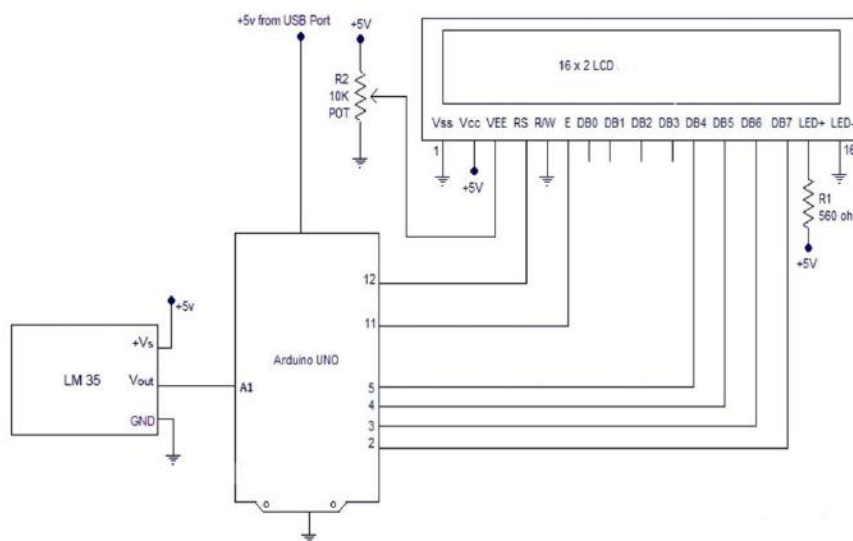 +5v from USB Port
+5V
R2
10K
POT
16 x 2 LCD
Vss Vcc VEE RS R/W E DB0 DB1 DB2 DB3 DB4 DB5 DB6 DB7 LED+ LED-
1
16
+5V
R1
560 oh
+5V
12
11
+5v
+Vs
LM 35
Vout
GND
A1
Arduino UNO
5
4
3
2